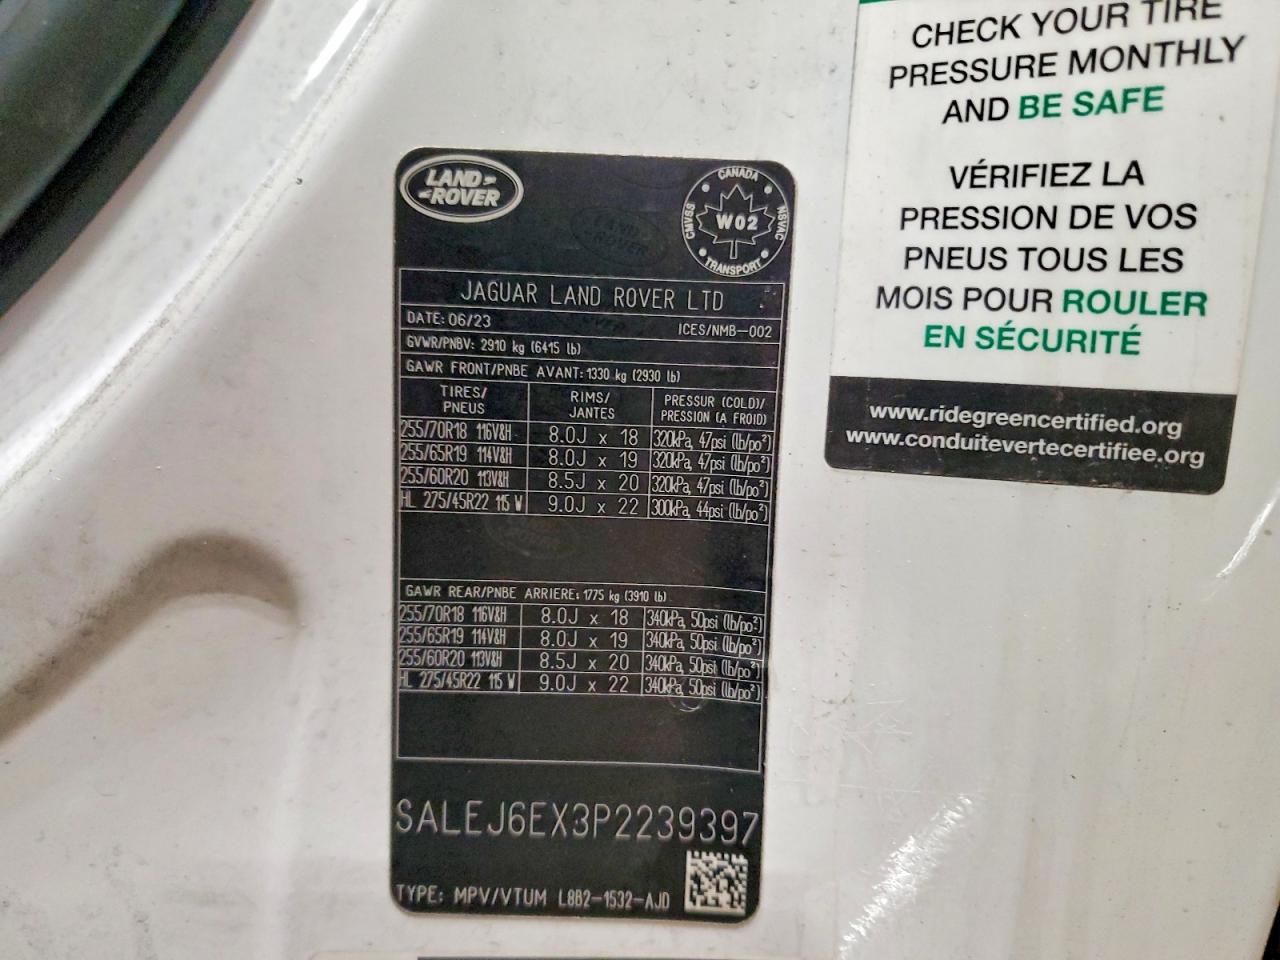 LAND
ROVER
CANADA
CMVSS
W02
NSVAC
TRANSPORT
JAGUAR LAND ROVER LTD
DATE: 06/23 ICES/NMB-002
GVWR/PNBV: 2910 kg (6415 lb)
GAWR FRONT/PNBE AVANT: 1330 kg (2930 lb)
TIRES/ RIMS/ PRESSUR (COLD)/
PNEUS JANTES PRESSION (A FROID)
255/70R18 116V&H 8.0J x 18 320kPa, 47psi (lb/po²)
255/65R19 114V&H 8.0J x 19 320kPa, 47psi (lb/po²)
255/60R20 113V&H 8.5J x 20 320kPa, 47psi (lb/po²)
HL 275/45R22 115 W 9.0J x 22 300kPa, 44psi (lb/po²)
GAWR REAR/PNBE ARRIERE: 1775 kg (3910 lb)
255/70R18 116V&H 8.0J x 18 340kPa, 50psi (lb/po²)
255/65R19 114V&H 8.0J x 19 340kPa, 50psi (lb/po²)
255/60R20 113V&H 8.5J x 20 340kPa, 50psi (lb/po²)
HL 275/45R22 115 W 9.0J x 22 340kPa, 50psi (lb/po²)
SALEJ6EX3P2239397
TYPE: MPV/VTUM L8B2-1532-AJD
CHECK YOUR TIRE
PRESSURE MONTHLY
AND BE SAFE
VÉRIFIEZ LA
PRESSION DE VOS
PNEUS TOUS LES
MOIS POUR ROULER
EN SÉCURITÉ
www.ridegreencertified.org
www.conduitevertecertifiee.org